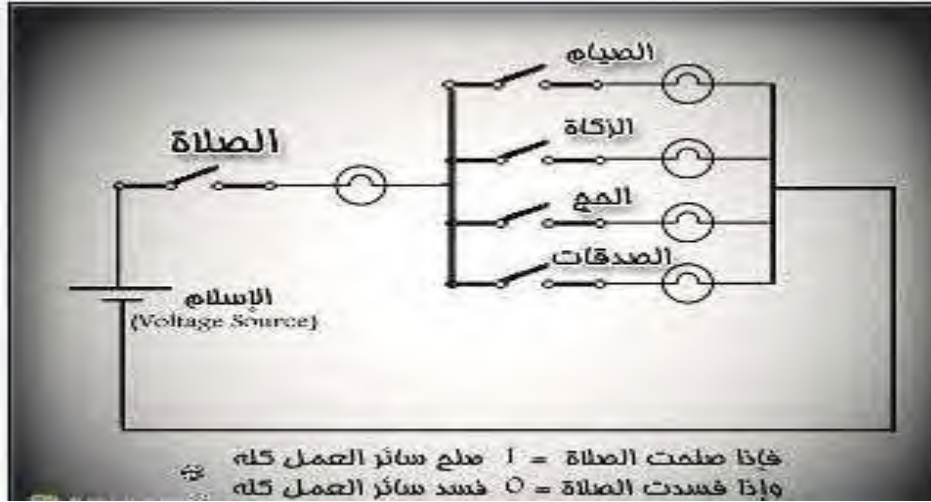 الصيام
الزكاة
الصلاة
الحج
الصدقات
الإسلام
(Voltage Source)
فإذا صلحت الصلاة = 1 صلح سائر العمل كله
وإذا فسدت الصلاة = 0 فسد سائر العمل كله